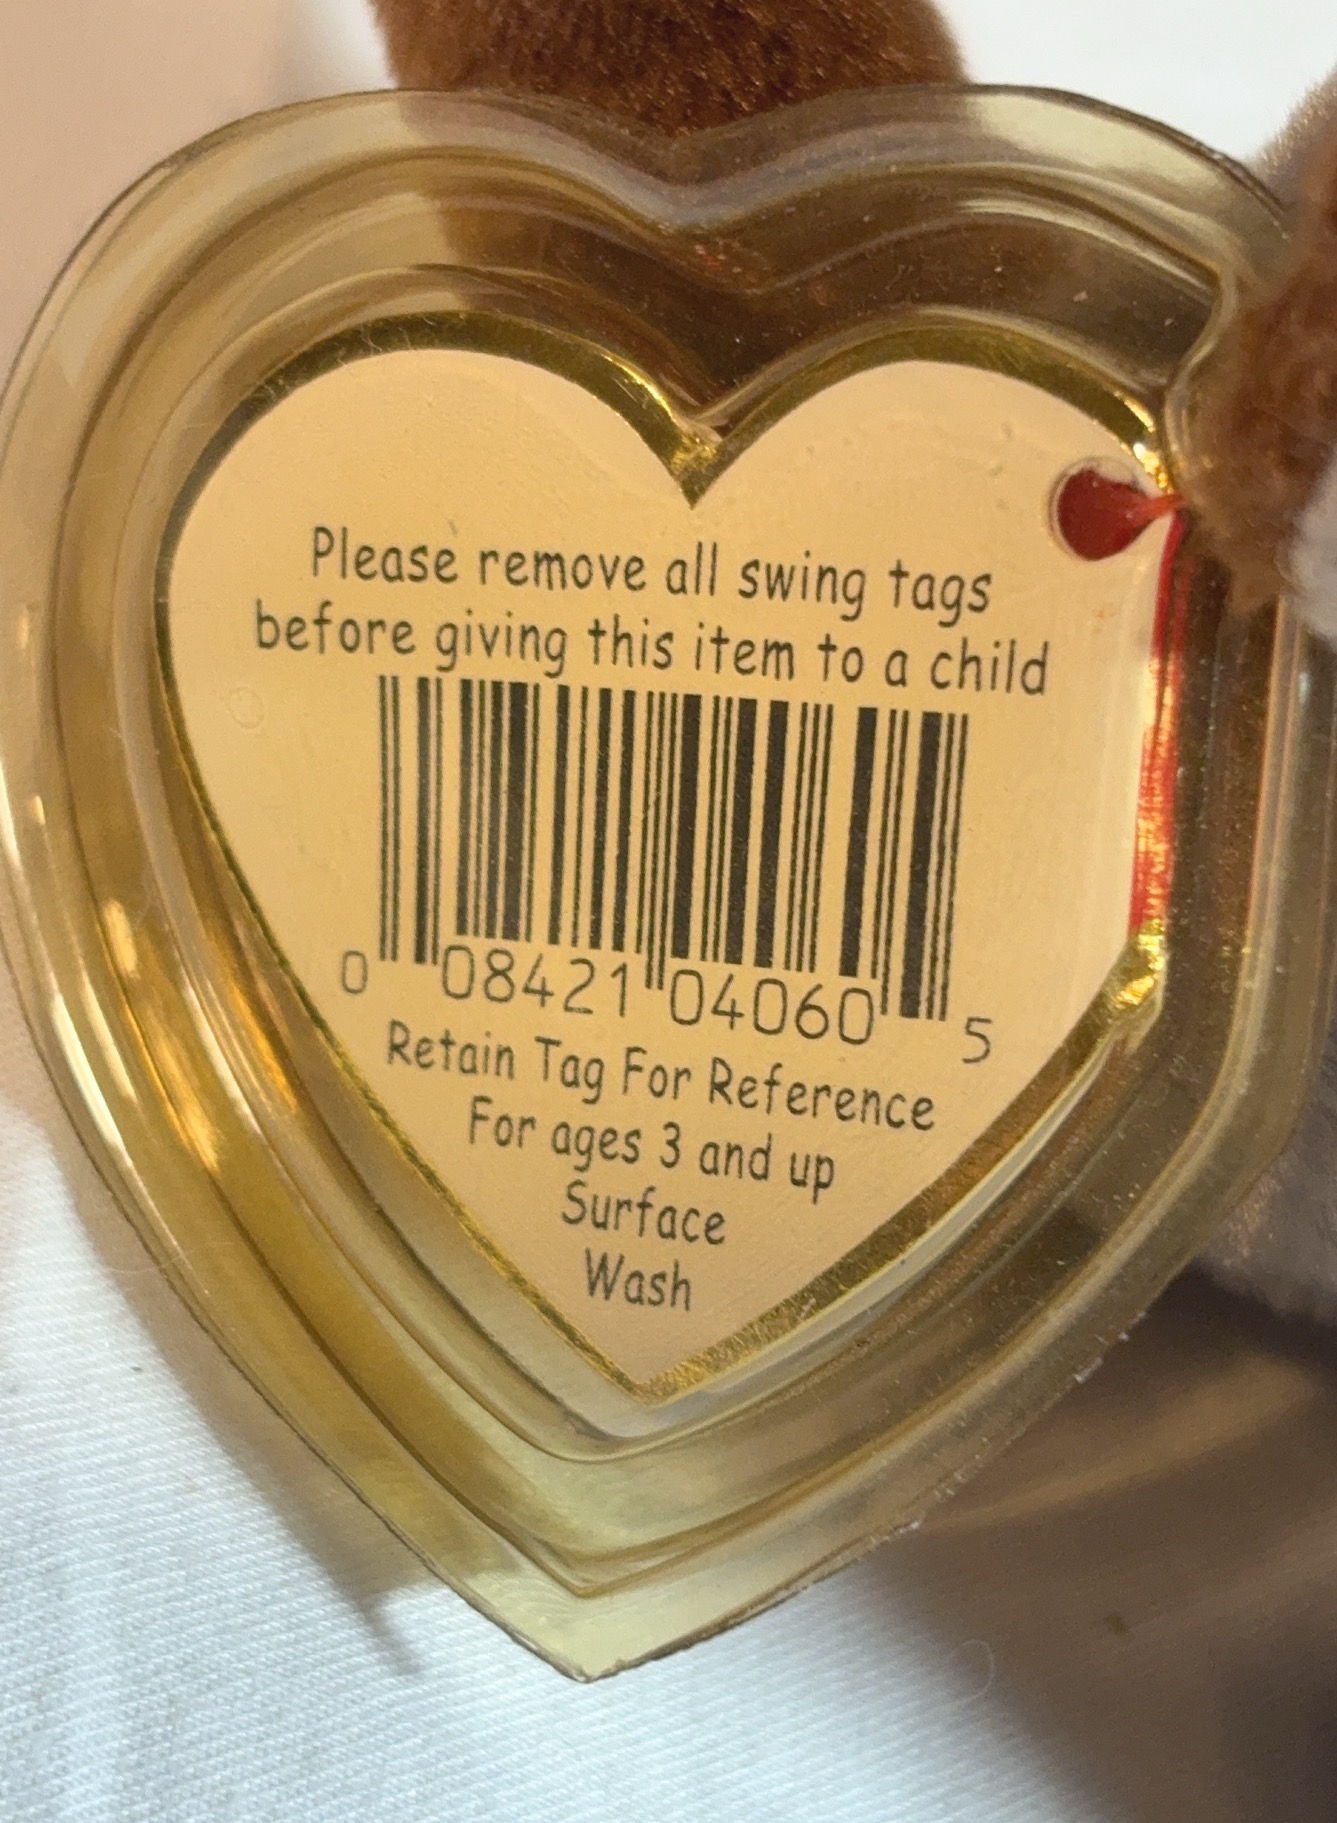 Please remove all swing tags
before giving this item to a child
0 08421 04060 5
Retain Tag For Reference
For ages 3 and up
Surface
Wash